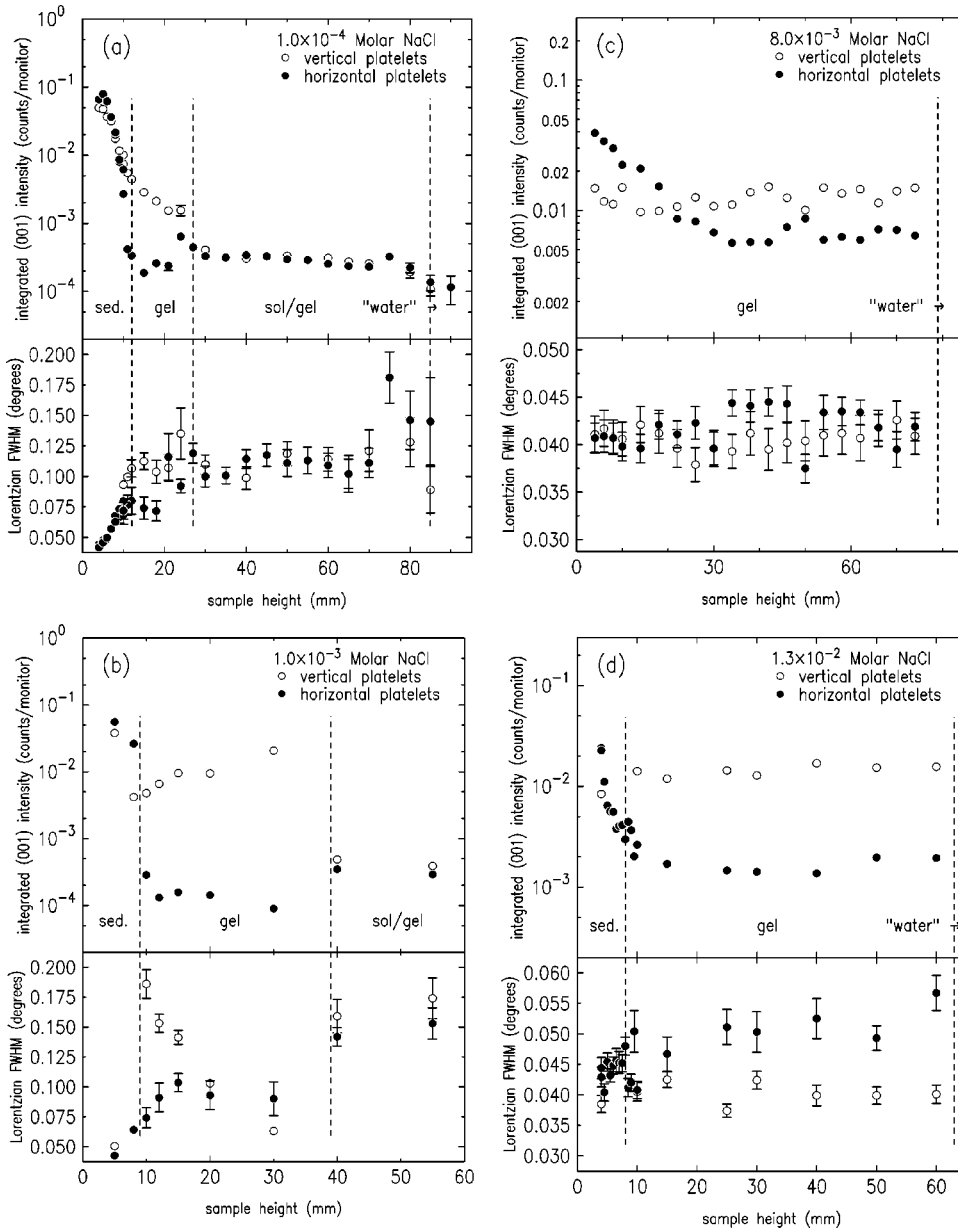 (a)
1.0×10⁻⁴ Molar NaCl
○ vertical platelets
● horizontal platelets
integrated (001) intensity (counts/monitor)
10⁰
10⁻¹
10⁻²
10⁻³
10⁻⁴
sed. gel sol/gel "water" →
Lorentzian FWHM (degrees)
0.200
0.175
0.150
0.125
0.100
0.075
0.050
0 20 40 60 80
sample height (mm)
(c)
8.0×10⁻³ Molar NaCl
○ vertical platelets
● horizontal platelets
integrated (001) intensity (counts/monitor)
0.2
0.1
0.05
0.02
0.01
0.005
0.002
gel "water" →
Lorentzian FWHM (degrees)
0.050
0.045
0.040
0.035
0.030
0 30 60
sample height (mm)
(b)
1.0×10⁻³ Molar NaCl
○ vertical platelets
● horizontal platelets
integrated (001) intensity (counts/monitor)
10⁰
10⁻¹
10⁻²
10⁻³
10⁻⁴
sed. gel sol/gel
Lorentzian FWHM (degrees)
0.200
0.175
0.150
0.125
0.100
0.075
0.050
0 10 20 30 40 50 60
sample height (mm)
(d)
1.3×10⁻² Molar NaCl
○ vertical platelets
● horizontal platelets
integrated (001) intensity (counts/monitor)
10⁻¹
10⁻²
10⁻³
sed. gel "water" →
Lorentzian FWHM (degrees)
0.060
0.055
0.050
0.045
0.040
0.035
0.030
0 10 20 30 40 50 60
sample height (mm)